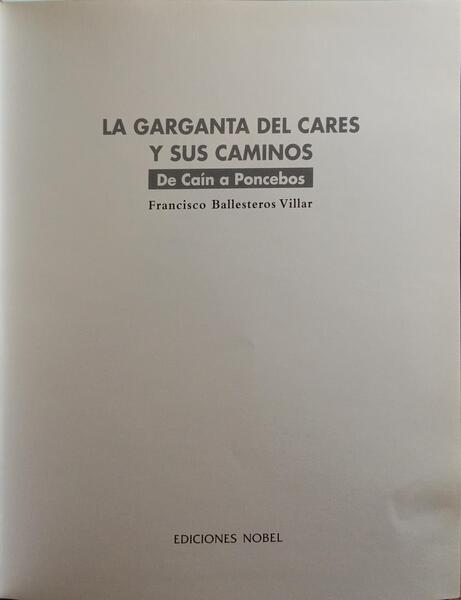 LA GARGANTA DEL CARES
Y SUS CAMINOS
De Caín a Poncebos
Francisco Ballesteros Villar
EDICIONES NOBEL